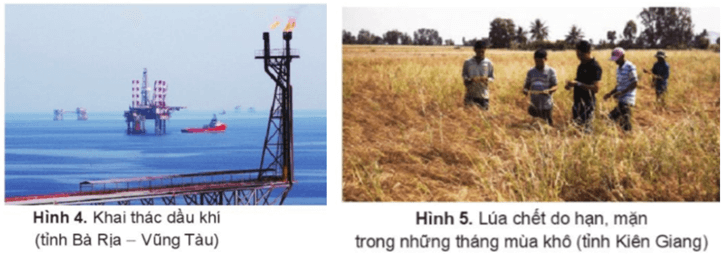 Hình 4. Khai thác dầu khí
(tỉnh Bà Rịa – Vũng Tàu)
Hình 5. Lúa chết do hạn, mặn
trong những tháng mùa khô (tỉnh Kiên Giang)